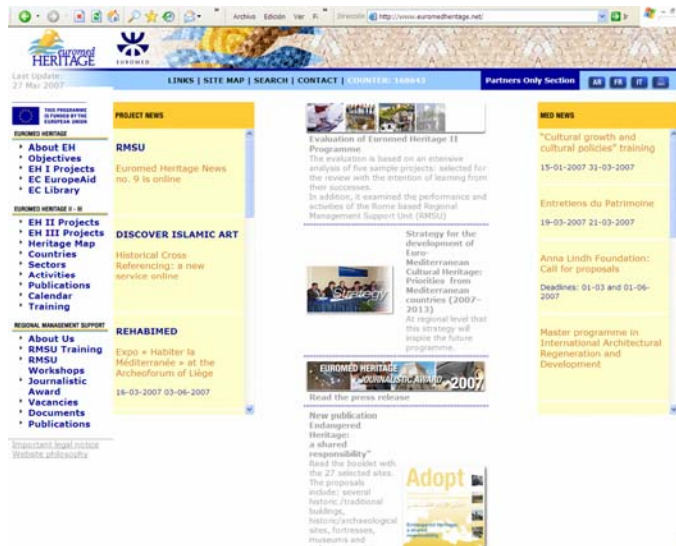 Archivo Edición Ver
Dirección http://www.euromedheritage.net/
euromed
HERITAGE
EUROMED
Last Update:
27 Mar 2007
LINKS | SITE MAP | SEARCH | CONTACT | COUNTER:
Partners Only Section
AR FR IT
THIS PROGRAMME
IS FUNDED BY THE
EUROPEAN UNION
EUROMED HERITAGE
About EH
Objectives
EH I Projects
EC EuropeAid
EC Library
EUROMED HERITAGE II - III
EH II Projects
EH III Projects
Heritage Map
Countries
Sectors
Activities
Publications
Calendar
Training
REGIONAL MANAGEMENT SUPPORT
About Us
RMSU Training
RMSU
Workshops
Journalistic
Award
Vacancies
Documents
Publications
Important legal notice
Website philosophy
PROJECT NEWS
RMSU
Euromed Heritage News
no. 9 is online
DISCOVER ISLAMIC ART
Historical Cross
Referencing: a new
service online
REHABIMED
Expo « Habiter la
Méditerranée » at the
Archeoforum of Liège
16-03-2007 03-06-2007
Evaluation of Euromed Heritage II
Programme
The evaluation is based on an intensive
analysis of five sample projects: selected for
the review with the intention of learning from
their successes.
In addition, it examined the performance and
activities of the Rome based Regional
Management Support Unit (RMSU)
Strategy
Strategy for the
development of
Euro-
Mediterranean
Cultural Heritage:
Priorities from
Mediterranean
countries (2007-
2013)
At regional level that
this strategy will
inspire the future
programme.
EUROMED HERITAGE
JOURNALISTIC AWARD 2007
Read the press release
New publication
Endangered
Heritage:
a shared
responsibility"
Read the booklet with
the 27 selected sites.
The proposals
include: several
historic /traditional
buildings,
historic/archaeological
sites, fortresses,
museums and
Adopt
Endangered Heritage:
a shared
responsibility
MED NEWS
"Cultural growth and
cultural policies" training
15-01-2007 31-03-2007
Entretiens du Patrimoine
19-03-2007 21-03-2007
Anna Lindh Foundation:
Call for proposals
Deadlines: 01-03 and 01-06-
2007
Master programme in
International Architectural
Regeneration and
Development